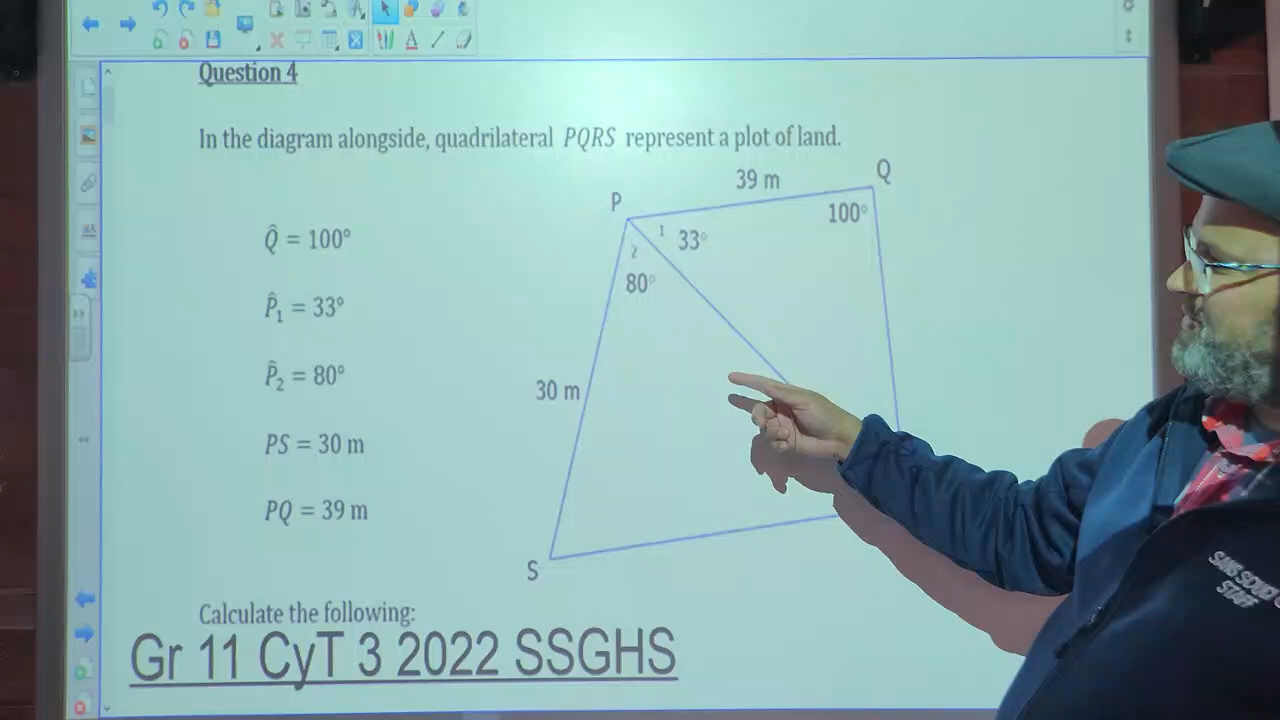 Question 4
In the diagram alongside, quadrilateral PQRS represent a plot of land.
Q̂ = 100°
P̂₁ = 33°
P̂₂ = 80°
PS = 30 m
PQ = 39 m
P
39 m
Q
100°
1
33°
2
80°
30 m
S
Calculate the following:
Gr 11 CyT 3 2022 SSGHS
STAFF